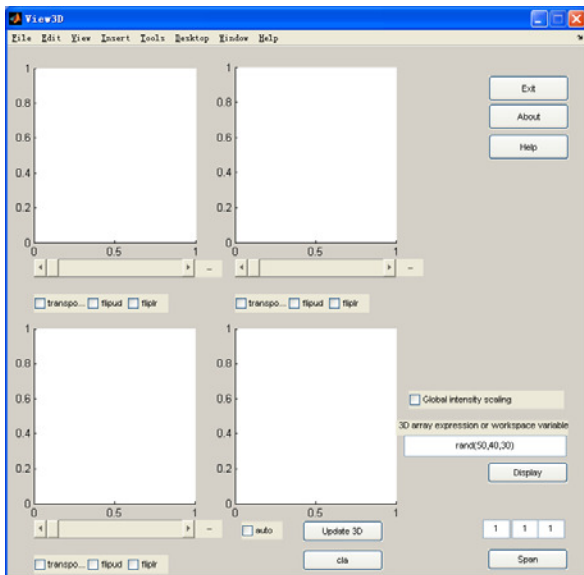 View3D
File Edit View Insert Tools Desktop Window Help
1 1
0.8 0.8
0.6 0.6
0.4 0.4
0.2 0.2
0 0
0 0.5 1 0 0.5 1
Exit
About
Help
- -
transpo... flipud fliplr transpo... flipud fliplr
1 1
0.8 0.8
0.6 0.6
0.4 0.4
0.2 0.2
0 0
0 0.5 1 0 0.5 1
Global intensity scaling
3D array expression or workspace variable
rand(50,40,30)
Display
- auto Update 3D 1 1 1
transpo... flipud fliplr cla Span